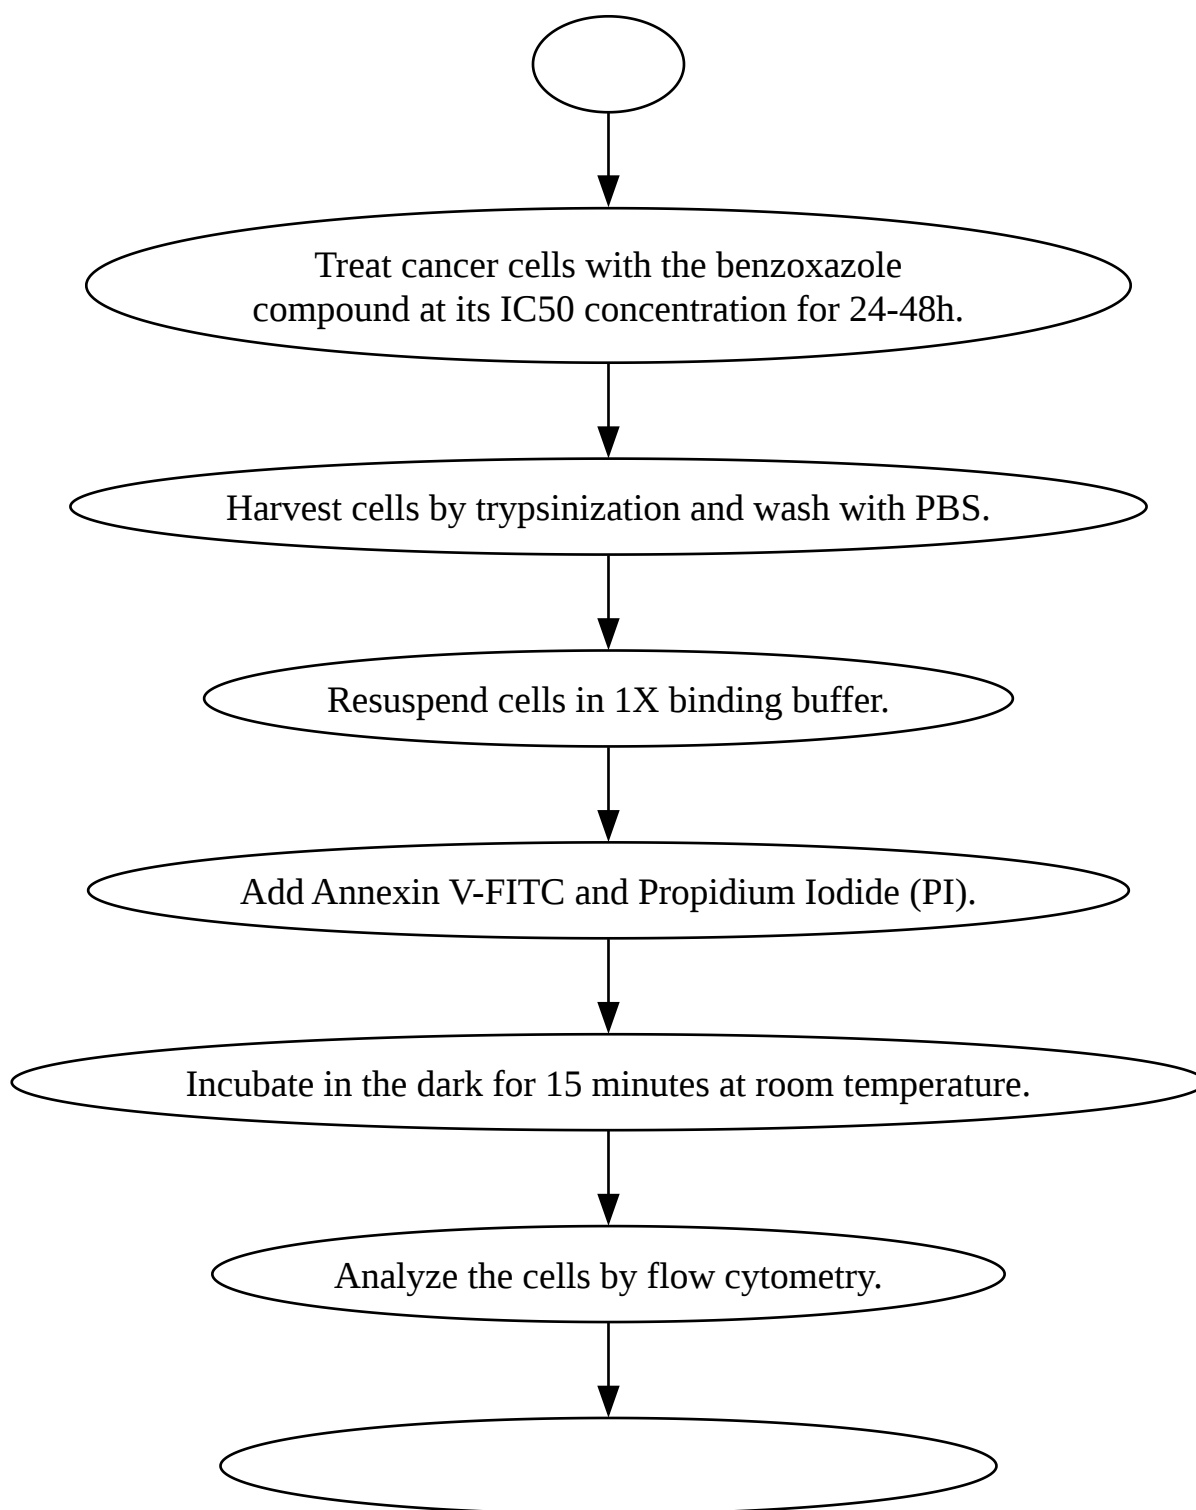 Treat cancer cells with the benzoxazole
compound at its IC50 concentration for 24-48h.
Harvest cells by trypsinization and wash with PBS.
Resuspend cells in 1X binding buffer.
Add Annexin V-FITC and Propidium Iodide (PI).
Incubate in the dark for 15 minutes at room temperature.
Analyze the cells by flow cytometry.